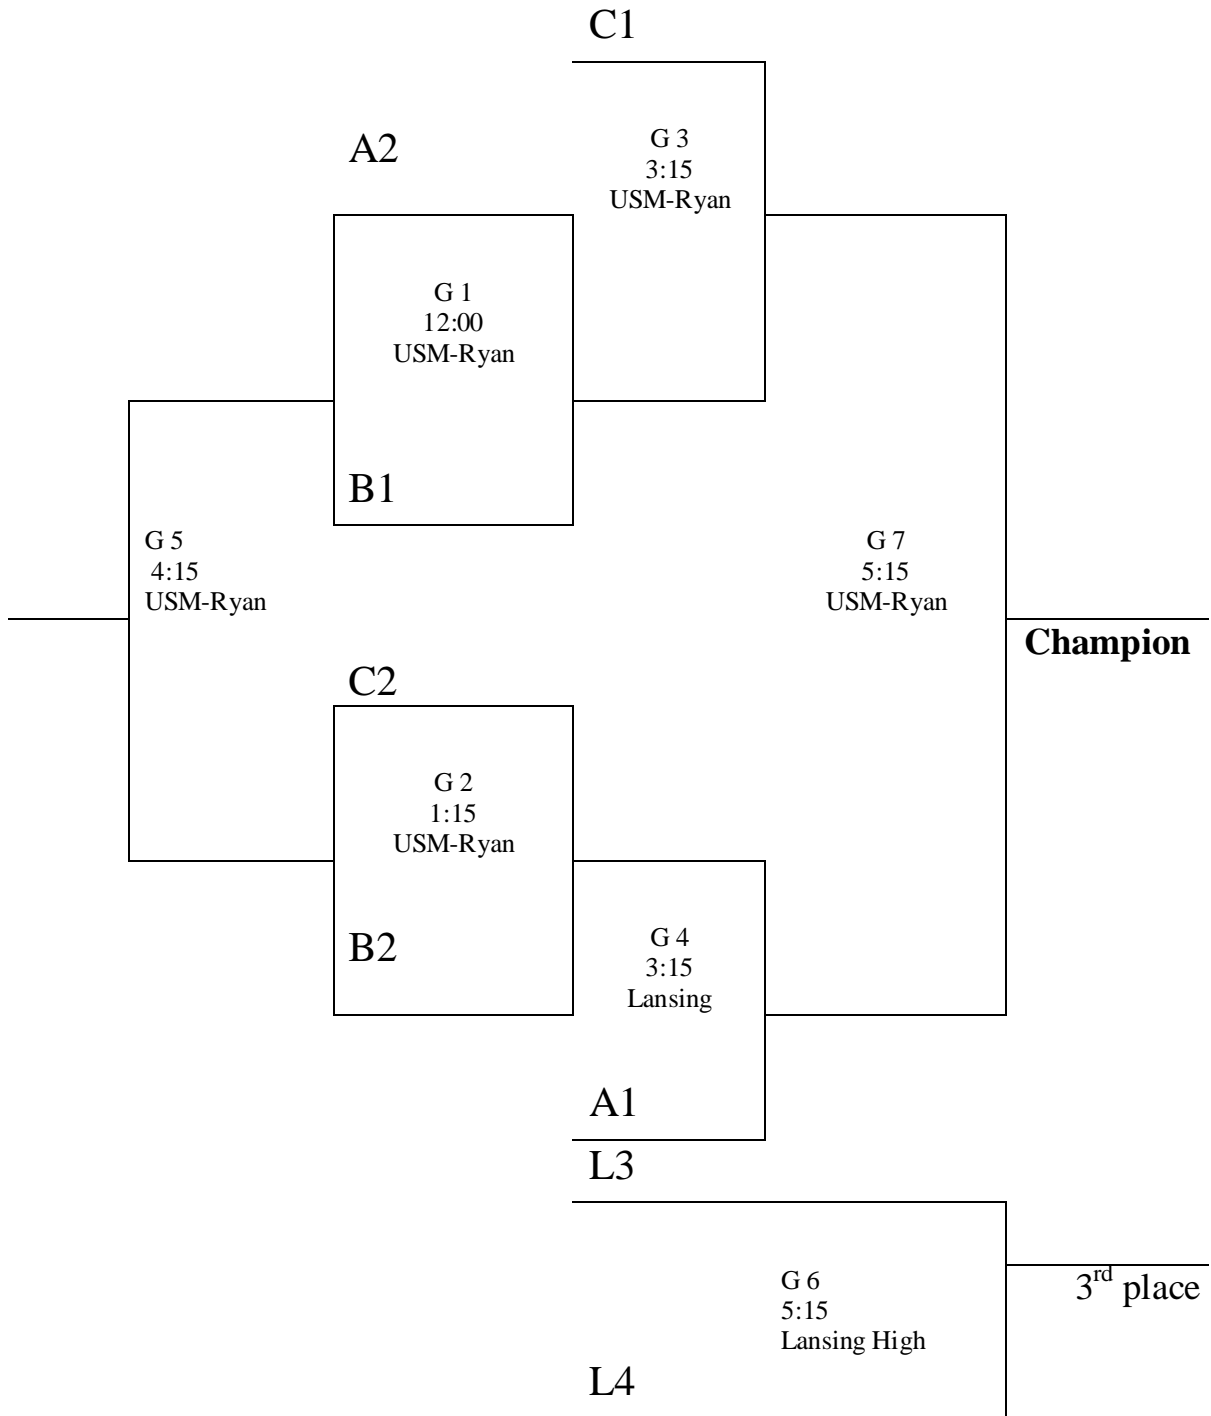 C1
A2
G 3
3:15
USM-Ryan
G 1
12:00
USM-Ryan
B1
G 5
4:15
USM-Ryan
G 7
5:15
USM-Ryan
Champion
C2
G 2
1:15
USM-Ryan
B2
G 4
3:15
Lansing
A1
L3
G 6
5:15
Lansing High
3rd place
L4